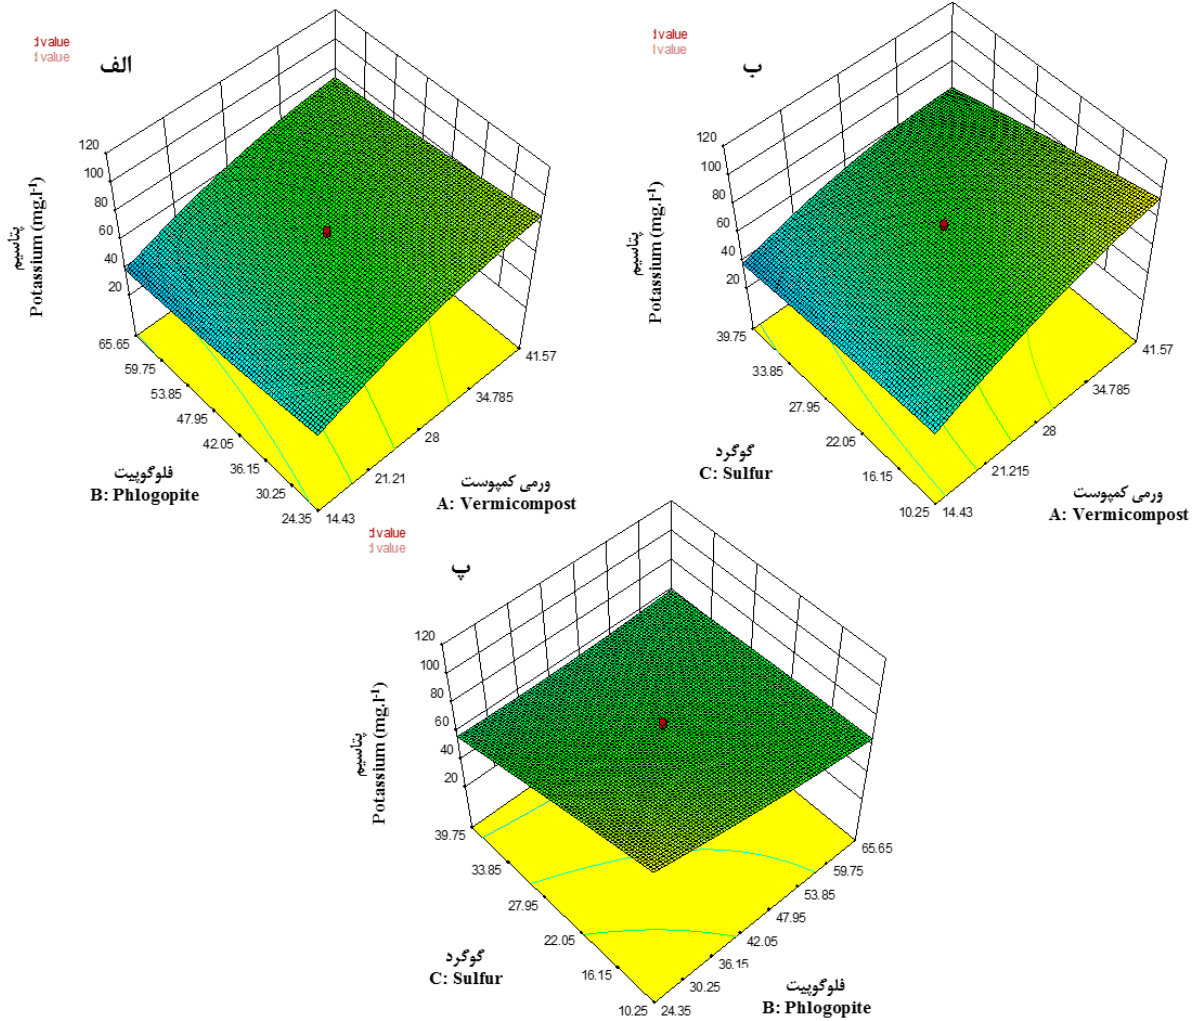 d value
d value
الف
120
100
80
60
40
20
پتاسیم
Potassium (mg.l-1)
65.65
59.75
53.85
47.95
42.05
36.15
30.25
24.35
14.43
21.21
28
34.785
41.57
فلوگوپیت
B: Phlogopite
ورمی کمپوست
A: Vermicompost
d value
d value
ب
120
100
80
60
40
20
پتاسیم
Potassium (mg.l-1)
39.75
33.85
27.95
22.05
16.15
10.25
14.43
21.215
28
34.785
41.57
گوگرد
C: Sulfur
ورمی کمپوست
A: Vermicompost
d value
d value
پ
120
100
80
60
40
20
پتاسیم
Potassium (mg.l-1)
39.75
33.85
27.95
22.05
16.15
10.25
24.35
30.25
36.15
42.05
47.95
53.85
59.75
65.65
گوگرد
C: Sulfur
فلوگوپیت
B: Phlogopite